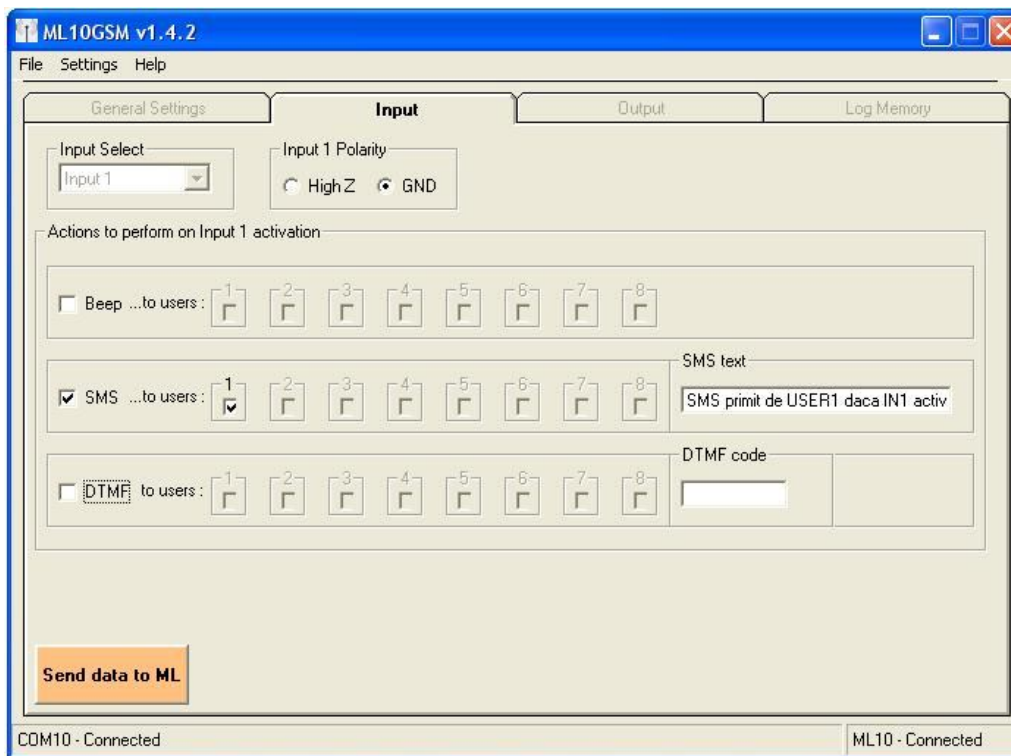 ML10GSM v1.4.2
File Settings Help
General Settings Input Output Log Memory
Input Select Input 1 Polarity
Input 1 High Z GND
Actions to perform on Input 1 activation
Beep ...to users : 1 2 3 4 5 6 7 8
SMS text
SMS ...to users : 1 2 3 4 5 6 7 8 SMS primit de USER1 daca IN1 activ
DTMF code
DTMF to users : 1 2 3 4 5 6 7 8
Send data to ML
COM10 - Connected ML10 - Connected